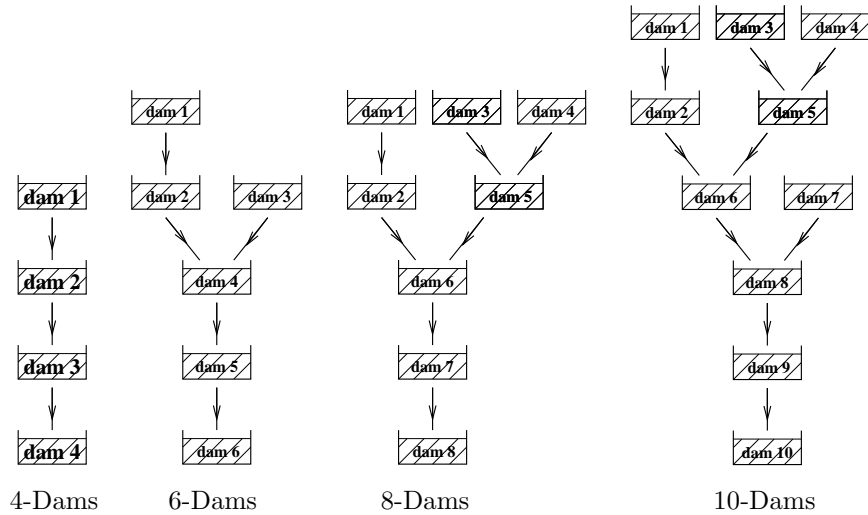 dam 1 dam 3 dam 4
dam 1 dam 1 dam 3 dam 4 dam 2 dam 5
dam 1 dam 2 dam 3 dam 2 dam 5 dam 6 dam 7
dam 2 dam 4 dam 6 dam 8
dam 3 dam 5 dam 7 dam 9
dam 4 dam 6 dam 8 dam 10
4-Dams 6-Dams 8-Dams 10-Dams